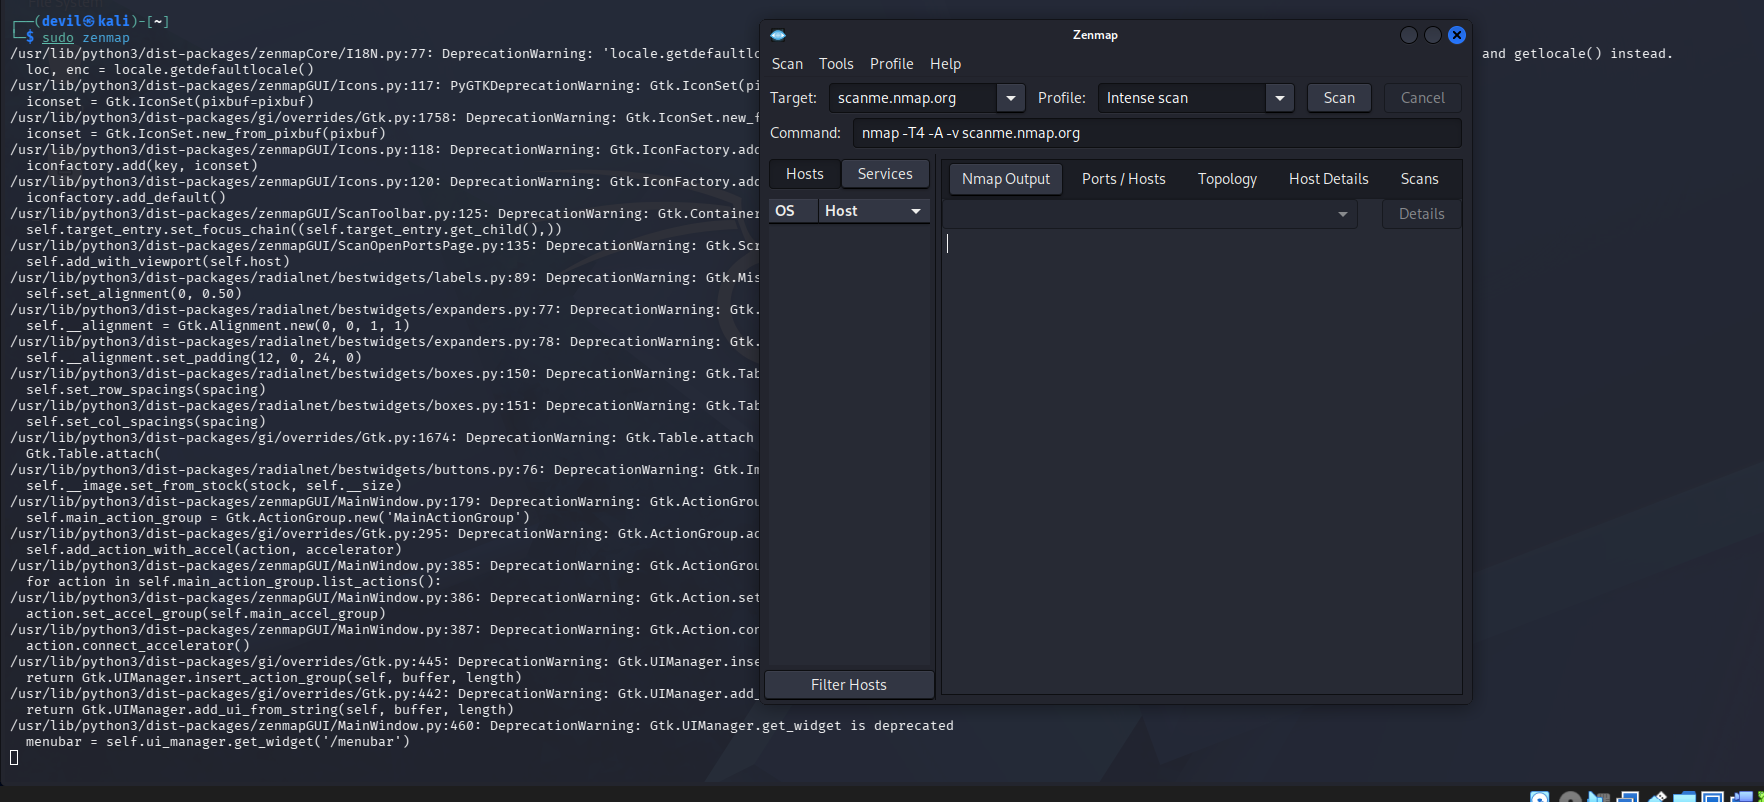 File System
┌──(devil㉿kali)-[~]
└─$ sudo zenmap
/usr/lib/python3/dist-packages/zenmapCore/I18N.py:77: DeprecationWarning: 'locale.getdefaultlo
and getlocale() instead.
  loc, enc = locale.getdefaultlocale()
/usr/lib/python3/dist-packages/zenmapGUI/Icons.py:117: PyGTKDeprecationWarning: Gtk.IconSet(pi
  iconset = Gtk.IconSet(pixbuf=pixbuf)
/usr/lib/python3/dist-packages/gi/overrides/Gtk.py:1758: DeprecationWarning: Gtk.IconSet.new_f
  iconset = Gtk.IconSet.new_from_pixbuf(pixbuf)
/usr/lib/python3/dist-packages/zenmapGUI/Icons.py:118: DeprecationWarning: Gtk.IconFactory.add
  iconfactory.add(key, iconset)
/usr/lib/python3/dist-packages/zenmapGUI/Icons.py:120: DeprecationWarning: Gtk.IconFactory.add
  iconfactory.add_default()
/usr/lib/python3/dist-packages/zenmapGUI/ScanToolbar.py:125: DeprecationWarning: Gtk.Container
  self.target_entry.set_focus_chain((self.target_entry.get_child(),))
/usr/lib/python3/dist-packages/zenmapGUI/ScanOpenPortsPage.py:135: DeprecationWarning: Gtk.Scr
  self.add_with_viewport(self.host)
/usr/lib/python3/dist-packages/radialnet/bestwidgets/labels.py:89: DeprecationWarning: Gtk.Mis
  self.set_alignment(0, 0.50)
/usr/lib/python3/dist-packages/radialnet/bestwidgets/expanders.py:77: DeprecationWarning: Gtk.
  self.__alignment = Gtk.Alignment.new(0, 0, 1, 1)
/usr/lib/python3/dist-packages/radialnet/bestwidgets/expanders.py:78: DeprecationWarning: Gtk.
  self.__alignment.set_padding(12, 0, 24, 0)
/usr/lib/python3/dist-packages/radialnet/bestwidgets/boxes.py:150: DeprecationWarning: Gtk.Tab
  self.set_row_spacings(spacing)
/usr/lib/python3/dist-packages/radialnet/bestwidgets/boxes.py:151: DeprecationWarning: Gtk.Tab
  self.set_col_spacings(spacing)
/usr/lib/python3/dist-packages/gi/overrides/Gtk.py:1674: DeprecationWarning: Gtk.Table.attach
  Gtk.Table.attach(
/usr/lib/python3/dist-packages/radialnet/bestwidgets/buttons.py:76: DeprecationWarning: Gtk.Im
  self.__image.set_from_stock(stock, self.__size)
/usr/lib/python3/dist-packages/zenmapGUI/MainWindow.py:179: DeprecationWarning: Gtk.ActionGrou
  self.main_action_group = Gtk.ActionGroup.new('MainActionGroup')
/usr/lib/python3/dist-packages/gi/overrides/Gtk.py:295: DeprecationWarning: Gtk.ActionGroup.ad
  self.add_action_with_accel(action, accelerator)
/usr/lib/python3/dist-packages/zenmapGUI/MainWindow.py:385: DeprecationWarning: Gtk.ActionGrou
  for action in self.main_action_group.list_actions():
/usr/lib/python3/dist-packages/zenmapGUI/MainWindow.py:386: DeprecationWarning: Gtk.Action.set
  action.set_accel_group(self.main_accel_group)
/usr/lib/python3/dist-packages/zenmapGUI/MainWindow.py:387: DeprecationWarning: Gtk.Action.con
  action.connect_accelerator()
/usr/lib/python3/dist-packages/gi/overrides/Gtk.py:445: DeprecationWarning: Gtk.UIManager.inse
  return Gtk.UIManager.insert_action_group(self, buffer, length)
/usr/lib/python3/dist-packages/gi/overrides/Gtk.py:442: DeprecationWarning: Gtk.UIManager.add_
  return Gtk.UIManager.add_ui_from_string(self, buffer, length)
/usr/lib/python3/dist-packages/zenmapGUI/MainWindow.py:460: DeprecationWarning: Gtk.UIManager.get_widget is deprecated
  menubar = self.ui_manager.get_widget('/menubar')
Zenmap
Scan Tools Profile Help
Target: scanme.nmap.org Profile: Intense scan Scan Cancel
Command: nmap -T4 -A -v scanme.nmap.org
Hosts Services
OS Host
Filter Hosts
Nmap Output Ports / Hosts Topology Host Details Scans
Details